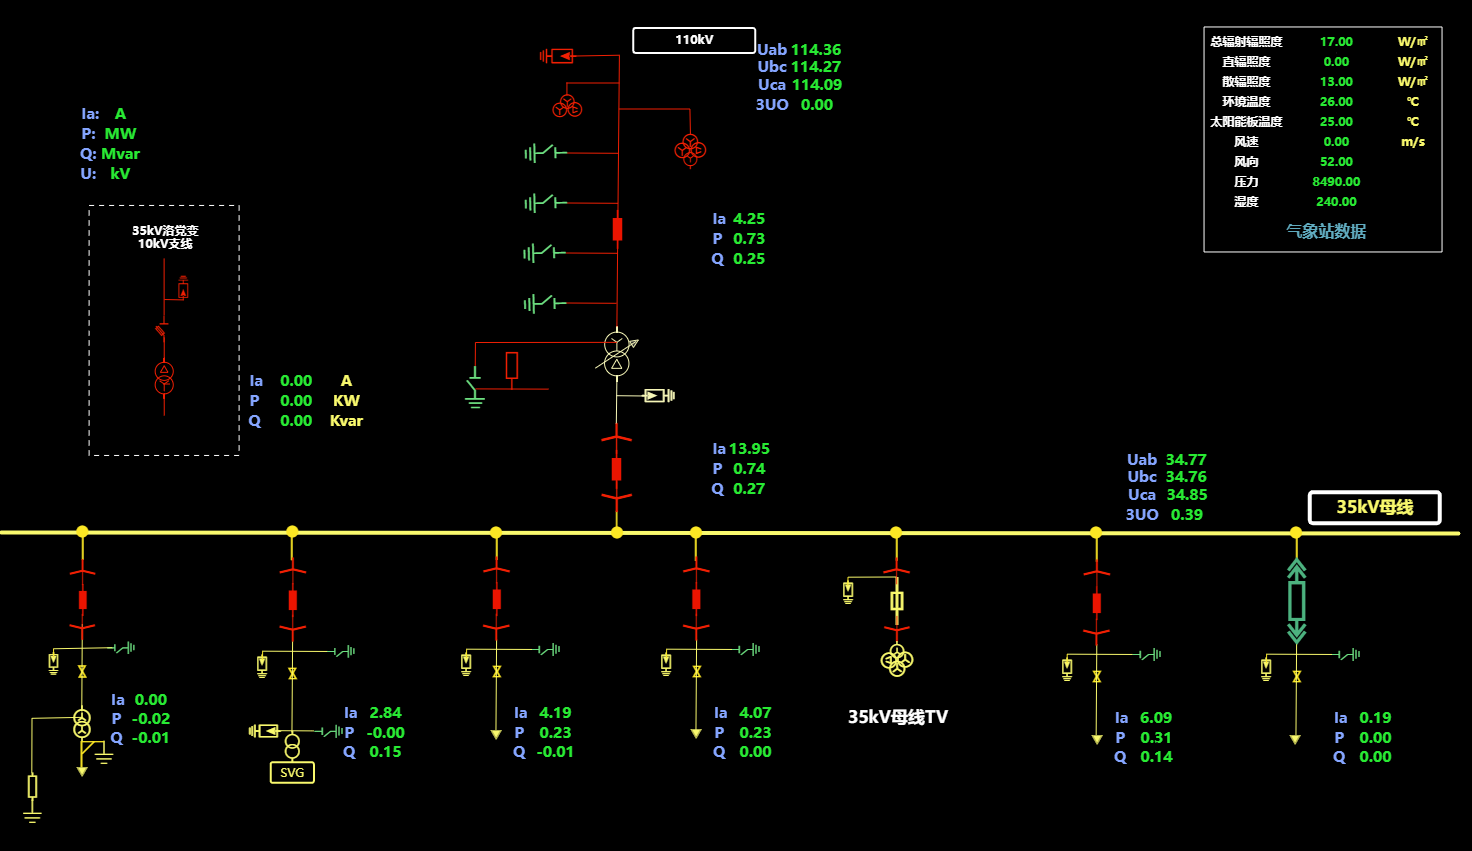 110kV
Uab 114.36
Ubc 114.27
Uca 114.09
3UO 0.00
总辐射辐照度 17.00 W/㎡
直辐照度 0.00 W/㎡
散辐照度 13.00 W/㎡
环境温度 26.00 ℃
太阳能板温度 25.00 ℃
风速 0.00 m/s
风向 52.00
压力 8490.00
湿度 240.00
气象站数据
Ia: A
P: MW
Q: Mvar
U: kV
35kV洛党变
10kV支线
Ia 0.00 A
P 0.00 KW
Q 0.00 Kvar
Ia 4.25
P 0.73
Q 0.25
Ia 13.95
P 0.74
Q 0.27
Uab 34.77
Ubc 34.76
Uca 34.85
3UO 0.39
35kV母线
Ia 0.00
P -0.02
Q -0.01
Ia 2.84
P -0.00
Q 0.15
SVG
Ia 4.19
P 0.23
Q -0.01
Ia 4.07
P 0.23
Q 0.00
35kV母线TV
Ia 6.09
P 0.31
Q 0.14
Ia 0.19
P 0.00
Q 0.00